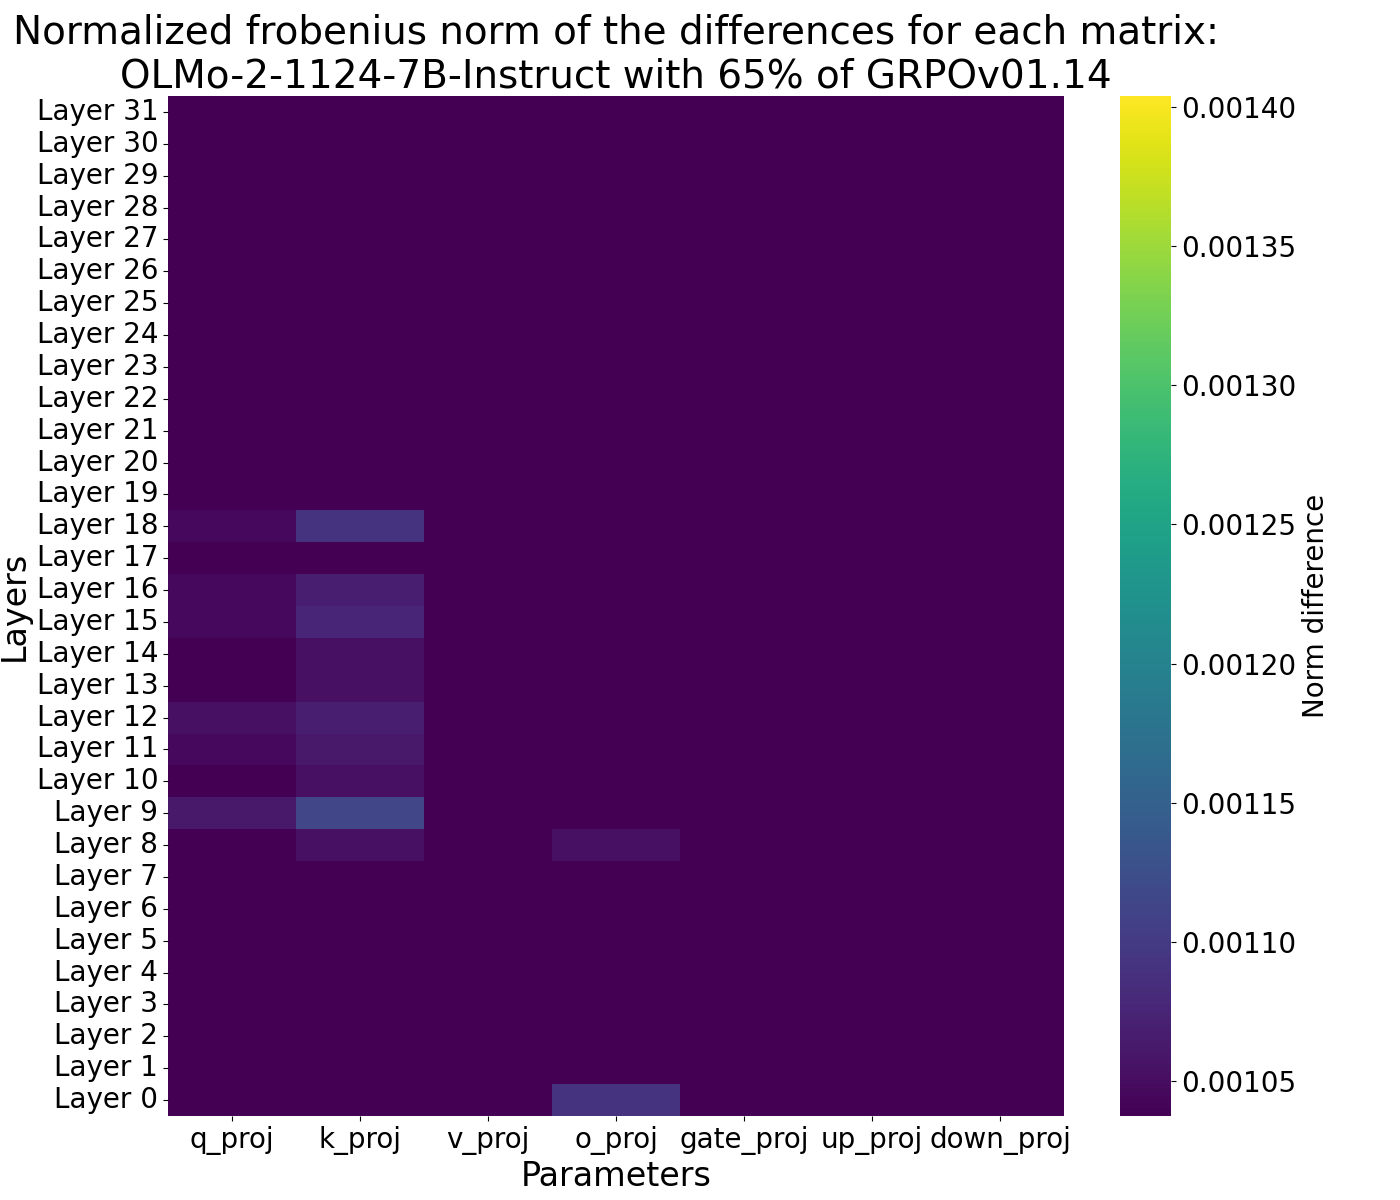 Normalized frobenius norm of the differences for each matrix:
OLMo-2-1124-7B-Instruct with 65% of GRPOv01.14
Layer 31
Layer 30
Layer 29
Layer 28
Layer 27
Layer 26
Layer 25
Layer 24
Layer 23
Layer 22
Layer 21
Layer 20
Layer 19
Layer 18
Layer 17
Layer 16
Layer 15
Layer 14
Layer 13
Layer 12
Layer 11
Layer 10
Layer 9
Layer 8
Layer 7
Layer 6
Layer 5
Layer 4
Layer 3
Layer 2
Layer 1
Layer 0
Layers
q_proj k_proj v_proj o_proj gate_proj up_proj down_proj
Parameters
0.00140
0.00135
0.00130
0.00125
0.00120
0.00115
0.00110
0.00105
Norm difference